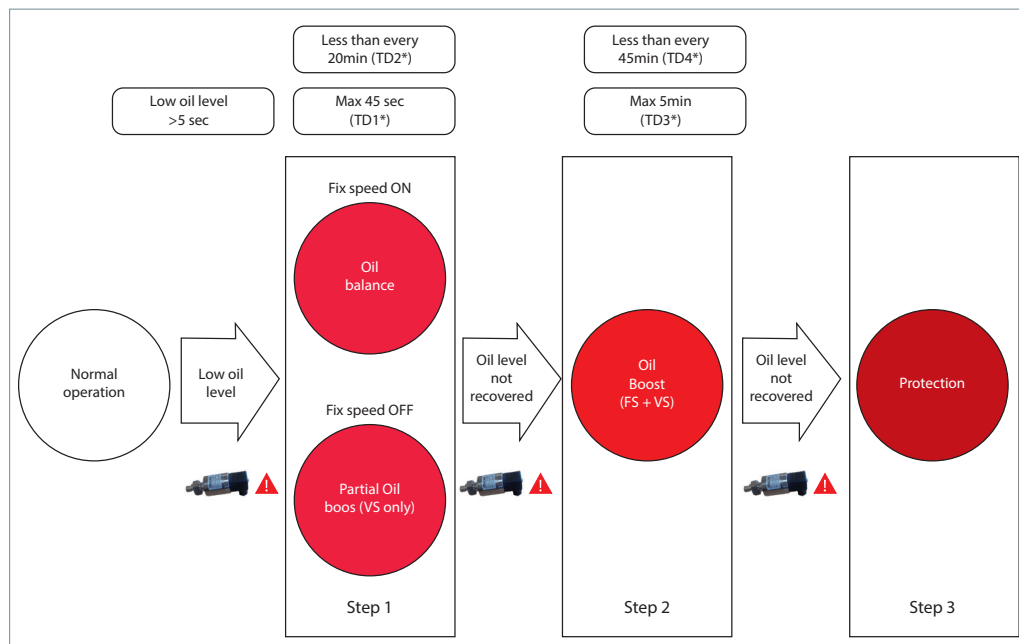 Less than every
20min (TD2*)
Less than every
45min (TD4*)
Low oil level
>5 sec
Max 45 sec
(TD1*)
Max 5min
(TD3*)
Fix speed ON
Oil
balance
Normal
operation
Low oil
level
Oil level
not
recovered
Oil
Boost
(FS + VS)
Oil level
not
recovered
Protection
Fix speed OFF
Partial Oil
boos (VS only)
Step 1
Step 2
Step 3